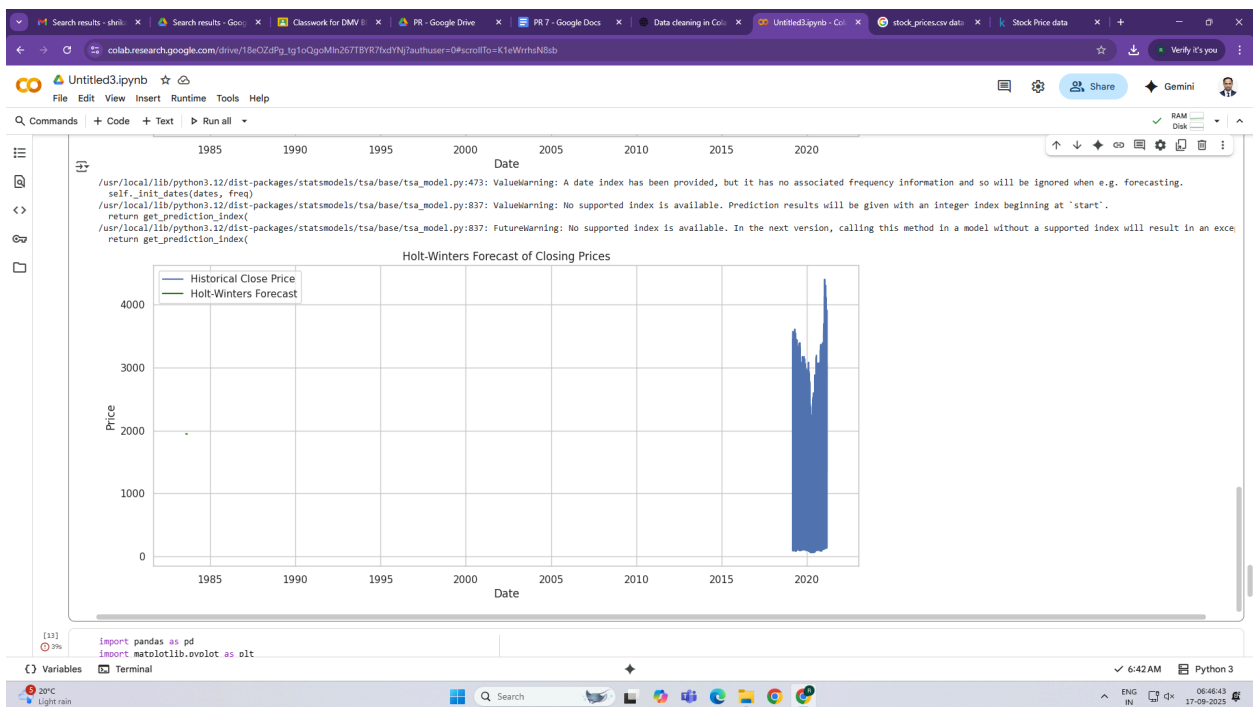 Search results - shrik
Search results - Goog
Classwork for DMV B
PR - Google Drive
PR 7 - Google Docs
Data cleaning in Cola
Untitled3.ipynb - Col
stock_prices.csv data
Stock Price data
colab.research.google.com/drive/18eOZdPg_tg1oQgoMIn267TBYR7fxdYNj?authuser=0#scrollTo=K1eWrrhsN8sb
Verify it's you
CO Untitled3.ipynb
File Edit View Insert Runtime Tools Help
Share
Gemini
Commands + Code + Text Run all
RAM
Disk
1985 1990 1995 2000 2005 2010 2015 2020
Date
/usr/local/lib/python3.12/dist-packages/statsmodels/tsa/base/tsa_model.py:473: ValueWarning: A date index has been provided, but it has no associated frequency information and so will be ignored when e.g. forecasting.
self._init_dates(dates, freq)
/usr/local/lib/python3.12/dist-packages/statsmodels/tsa/base/tsa_model.py:837: ValueWarning: No supported index is available. Prediction results will be given with an integer index beginning at `start`.
return get_prediction_index(
/usr/local/lib/python3.12/dist-packages/statsmodels/tsa/base/tsa_model.py:837: FutureWarning: No supported index is available. In the next version, calling this method in a model without a supported index will result in an exce
return get_prediction_index(
Holt-Winters Forecast of Closing Prices
Historical Close Price
Holt-Winters Forecast
4000
3000
2000
1000
0
Price
1985 1990 1995 2000 2005 2010 2015 2020
Date
[13]
39s
import pandas as pd
import matplotlib.pyplot as plt
Variables Terminal
6:42 AM Python 3
5
20°C
Light rain
Search
ENG
IN
06:46:43
17-09-2025